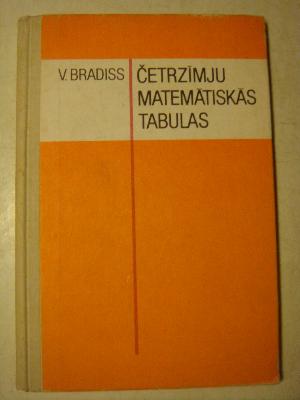 V. BRADISS
ČETRZĪMJU
MATEMĀTISKĀS
TABULAS